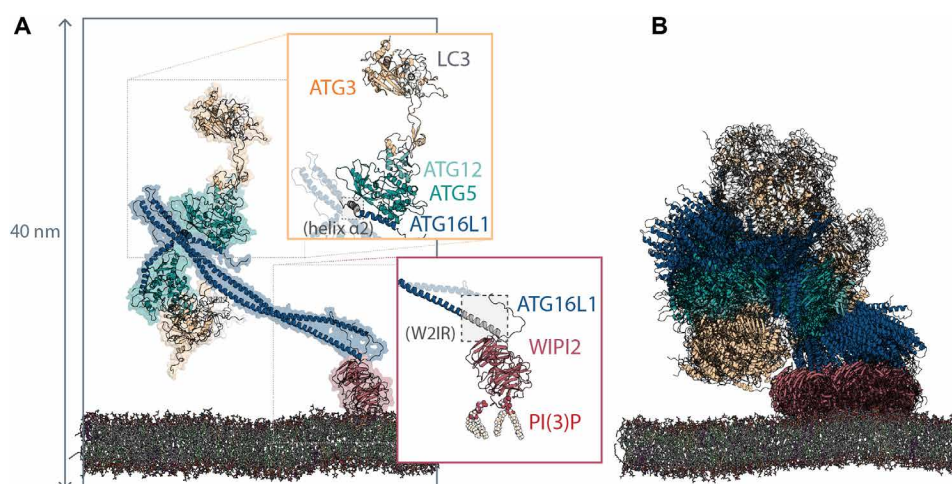 A
B
LC3
ATG3
ATG12
ATG5
ATG16L1
(helix α2)
40 nm
ATG16L1
(W2IR)
WIPI2
PI(3)P